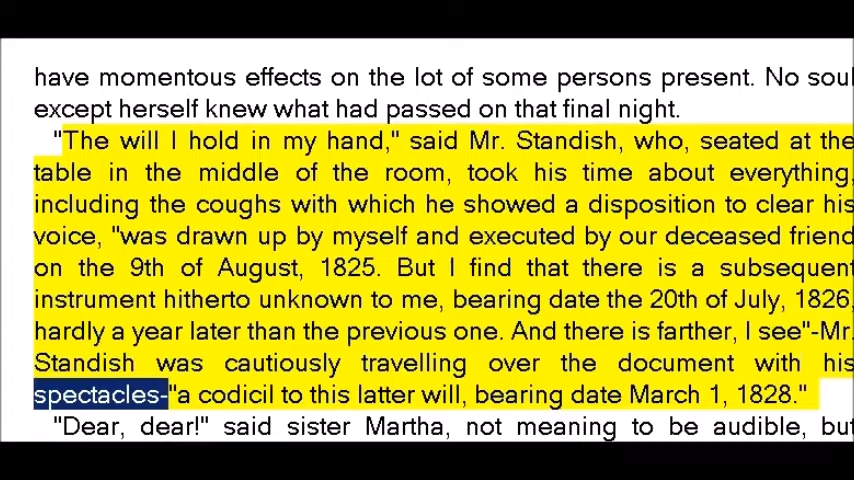 have momentous effects on the lot of some persons present. No soul
except herself knew what had passed on that final night.
"The will I hold in my hand," said Mr. Standish, who, seated at the
table in the middle of the room, took his time about everything,
including the coughs with which he showed a disposition to clear his
voice, "was drawn up by myself and executed by our deceased friend
on the 9th of August, 1825. But I find that there is a subsequent
instrument hitherto unknown to me, bearing date the 20th of July, 1826,
hardly a year later than the previous one. And there is farther, I see"-Mr.
Standish was cautiously travelling over the document with his
spectacles-"a codicil to this latter will, bearing date March 1, 1828."
"Dear, dear!" said sister Martha, not meaning to be audible, but